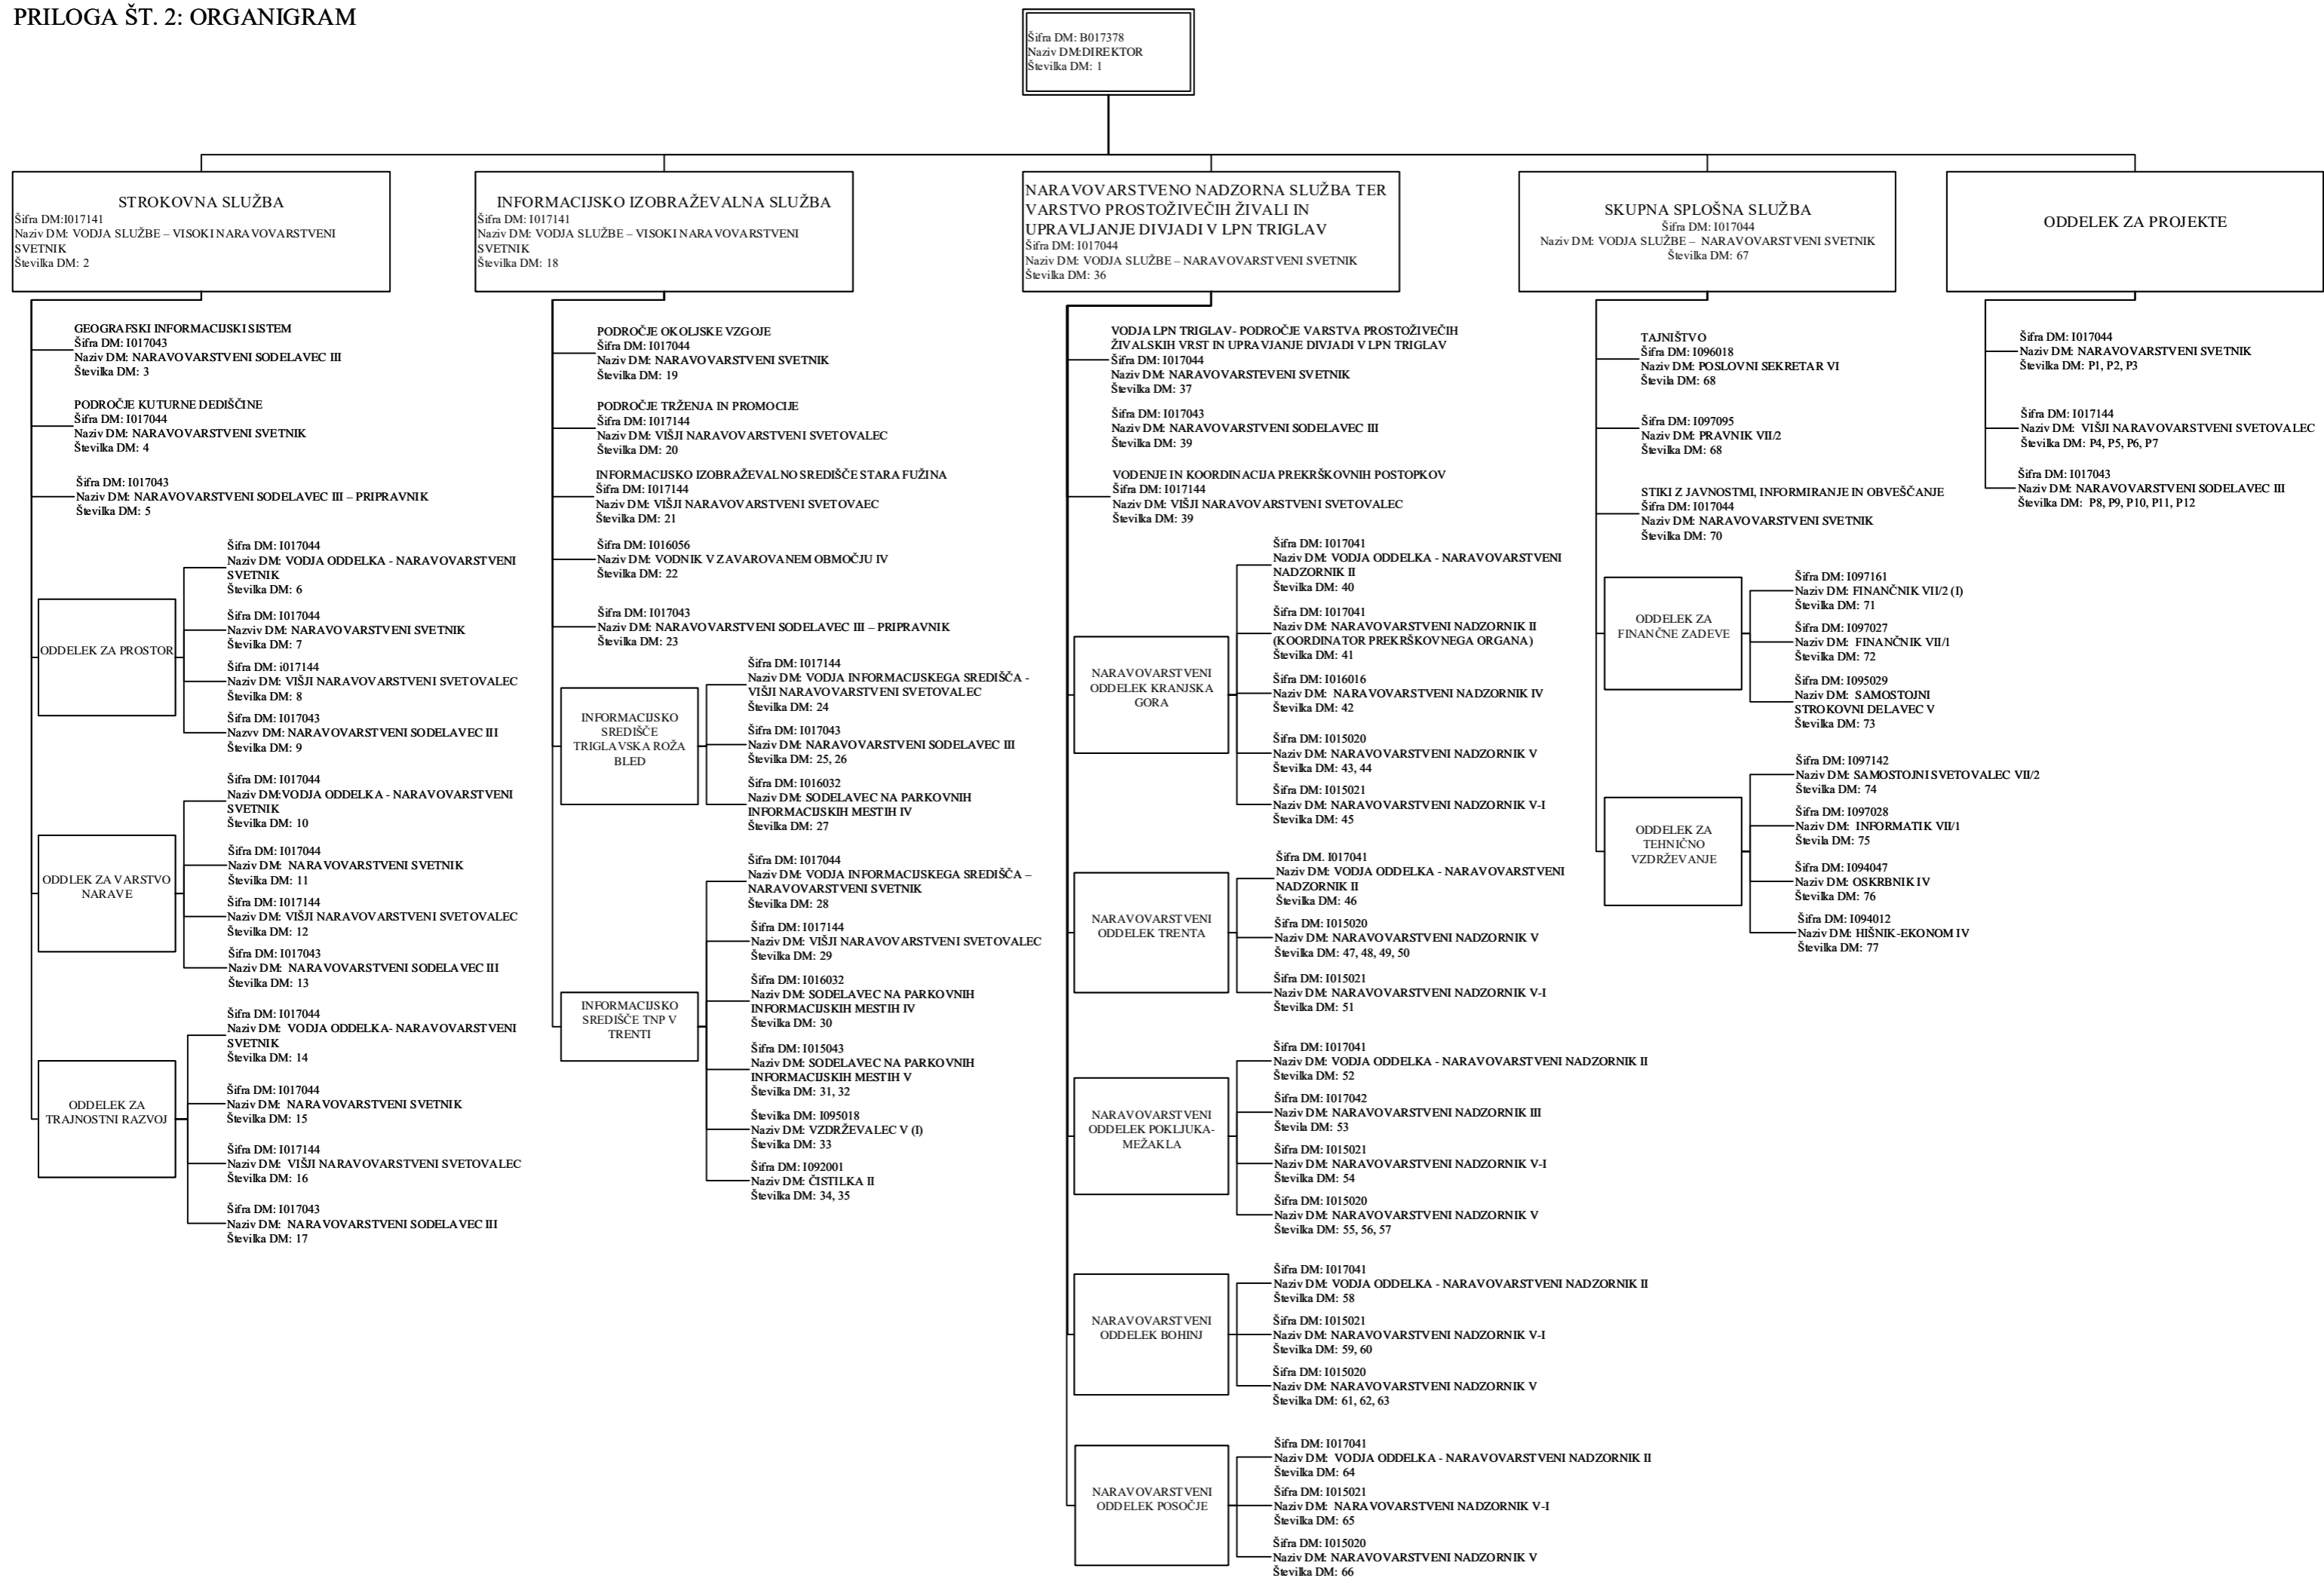 PRILOGA ŠT. 2: ORGANIGRAM
Šifra DM: B017378
Naziv DM:DIREKTOR
Številka DM: 1
STROKOVNA SLUŽBA
Šifra DM:I017141
Naziv DM: VODJA SLUŽBE – VISOKI NARAVOVARSTVENI
SVETNIK
Številka DM: 2
GEOGRAFSKI INFORMACIJSKI SISTEM
Šifra DM: I017043
Naziv DM: NARAVOVARSTVENI SODELAVEC III
Številka DM: 3
PODROČJE KUTURNE DEDIŠČINE
Šifra DM: I017044
Naziv DM: NARAVOVARSTVENI SVETNIK
Številka DM: 4
Šifra DM: I017043
Naziv DM: NARAVOVARSTVENI SODELAVEC III – PRIPRAVNIK
Številka DM: 5
ODDELEK ZA PROSTOR
Šifra DM: I017044
Naziv DM: VODJA ODDELKA - NARAVOVARSTVENI
SVETNIK
Številka DM: 6
Šifra DM: I017044
Nazviv DM: NARAVOVARSTVENI SVETNIK
Številka DM: 7
Šifra DM: i017144
Naziv DM: VIŠJI NARAVOVARSTVENI SVETOVALEC
Številka DM: 8
Šifra DM: I017043
Nazvv DM: NARAVOVARSTVENI SODELAVEC III
Številka DM: 9
ODDLEK ZA VARSTVO
NARAVE
Šifra DM: I017044
Naziv DM:VODJA ODDELKA - NARAVOVARSTVENI
SVETNIK
Številka DM: 10
Šifra DM: I017044
Naziv DM: NARAVOVARSTVENI SVETNIK
Številka DM: 11
Šifra DM: I017144
Naziv DM: VIŠJI NARAVOVARSTVENI SVETOVALEC
Številka DM: 12
Šifra DM: I017043
Naziv DM: NARAVOVARSTVENI SODELAVEC III
Številka DM: 13
ODDELEK ZA
TRAJNOSTNI RAZVOJ
Šifra DM: I017044
Naziv DM: VODJA ODDELKA- NARAVOVARSTVENI
SVETNIK
Številka DM: 14
Šifra DM: I017044
Naziv DM: NARAVOVARSTVENI SVETNIK
Številka DM: 15
Šifra DM: I017144
Naziv DM: VIŠJI NARAVOVARSTVENI SVETOVALEC
Številka DM: 16
Šifra DM: I017043
Naziv DM: NARAVOVARSTVENI SODELAVEC III
Številka DM: 17
INFORMACIJSKO IZOBRAŽEVALNA SLUŽBA
Šifra DM: I017141
Naziv DM: VODJA SLUŽBE – VISOKI NARAVOVARSTVENI
SVETNIK
Številka DM: 18
PODROČJE OKOLJSKE VZGOJE
Šifra DM: I017044
Naziv DM: NARAVOVARSTVENI SVETNIK
Številka DM: 19
PODROČJE TRŽENJA IN PROMOCIJE
Šifra DM: I017144
Naziv DM: VIŠJI NARAVOVARSTVENI SVETOVALEC
Številka DM: 20
INFORMACIJSKO IZOBRAŽEVALNO SREDIŠČE STARA FUŽINA
Šifra DM: I017144
Naziv DM: VIŠJI NARAVOVARSTVENI SVETOVAEC
Številka DM: 21
Šifra DM: I016056
Naziv DM: VODNIK V ZAVAROVANEM OBMOČJU IV
Številka DM: 22
Šifra DM: I017043
Naziv DM: NARAVOVARSTVENI SODELAVEC III – PRIPRAVNIK
Številka DM: 23
INFORMACIJSKO
SREDIŠČE
TRIGLAVSKA ROŽA
BLED
Šifra DM: I017144
Naziv DM: VODJA INFORMACIJSKEGA SREDIŠČA -
VIŠJI NARAVOVARSTVENI SVETOVALEC
Številka DM: 24
Šifra DM: I017043
Naziv DM: NARAVOVARSTVENI SODELAVEC III
Številka DM: 25, 26
Šifra DM: I016032
Naziv DM: SODELAVEC NA PARKOVNIH
INFORMACIJSKIH MESTIH IV
Številka DM: 27
INFORMACIJSKO
SREDIŠČE TNP V
TRENTI
Šifra DM: I017044
Naziv DM: VODJA INFORMACIJSKEGA SREDIŠČA –
NARAVOVARSTVENI SVETNIK
Številka DM: 28
Šifra DM: I017144
Naziv DM: VIŠJI NARAVOVARSTVENI SVETOVALEC
Številka DM: 29
Šifra DM: I016032
Naziv DM: SODELAVEC NA PARKOVNIH
INFORMACIJSKIH MESTIH IV
Številka DM: 30
Šifra DM: I015043
Naziv DM: SODELAVEC NA PARKOVNIH
INFORMACIJSKIH MESTIH V
Številka DM: 31, 32
Številka DM: I095018
Naziv DM: VZDRŽEVALEC V (I)
Številka DM: 33
Šifra DM: I092001
Naziv DM: ČISTILKA II
Številka DM: 34, 35
NARAVOVARSTVENO NADZORNA SLUŽBA TER
VARSTVO PROSTOŽIVEČIH ŽIVALI IN
UPRAVLJANJE DIVJADI V LPN TRIGLAV
Šifra DM: I017044
Naziv DM: VODJA SLUŽBE – NARAVOVARSTVENI SVETNIK
Številka DM: 36
VODJA LPN TRIGLAV- PODROČJE VARSTVA PROSTOŽIVEČIH
ŽIVALSKIH VRST IN UPRAVJANJE DIVJADI V LPN TRIGLAV
Šifra DM: I017044
Naziv DM: NARAVOVARSTEVENI SVETNIK
Številka DM: 37
Šifra DM: I017043
Naziv DM: NARAVOVARSTVENI SODELAVEC III
Številka DM: 39
VODENJE IN KOORDINACIJA PREKRŠKOVNIH POSTOPKOV
Šifra DM: I017144
Naziv DM: VIŠJI NARAVOVARSTVENI SVETOVALEC
Številka DM: 39
NARAVOVARSTVENI
ODDELEK KRANJSKA
GORA
Šifra DM: I017041
Naziv DM: VODJA ODDELKA - NARAVOVARSTVENI
NADZORNIK II
Številka DM: 40
Šifra DM: I017041
Naziv DM: NARAVOVARSTVENI NADZORNIK II
(KOORDINATOR PREKRŠKOVNEGA ORGANA)
Številka DM: 41
Šifra DM: I016016
Naziv DM: NARAVOVARSTVENI NADZORNIK IV
Številka DM: 42
Šifra DM: I015020
Naziv DM: NARAVOVARSTVENI NADZORNIK V
Številka DM: 43, 44
Šifra DM: I015021
Naziv DM: NARAVOVARSTVENI NADZORNIK V-I
Številka DM: 45
NARAVOVARSTVENI
ODDELEK TRENTA
Šifra DM. I017041
Naziv DM: VODJA ODDELKA - NARAVOVARSTVENI
NADZORNIK II
Številka DM: 46
Šifra DM: I015020
Naziv DM: NARAVOVARSTVENI NADZORNIK V
Številka DM: 47, 48, 49, 50
Šifra DM: I015021
Naziv DM: NARAVOVARSTVENI NADZORNIK V-I
Številka DM: 51
NARAVOVARSTVENI
ODDELEK POKLJUKA-
MEŽAKLA
Šifra DM: I017041
Naziv DM: VODJA ODDELKA - NARAVOVARSTVENI NADZORNIK II
Številka DM: 52
Šifra DM: I017042
Naziv DM: NARAVOVARSTVENI NADZORNIK III
Števila DM: 53
Šifra DM: I015021
Naziv DM: NARAVOVARSTVENI NADZORNIK V-I
Številka DM: 54
Šifra DM: I015020
Naziv DM: NARAVOVARSTVENI NADZORNIK V
Številka DM: 55, 56, 57
NARAVOVARSTVENI
ODDELEK BOHINJ
Šifra DM: I017041
Naziv DM: VODJA ODDELKA - NARAVOVARSTVENI NADZORNIK II
Številka DM: 58
Šifra DM: I015021
Naziv DM: NARAVOVARSTVENI NADZORNIK V-I
Številka DM: 59, 60
Šifra DM: I015020
Naziv DM: NARAVOVARSTVENI NADZORNIK V
Številka DM: 61, 62, 63
NARAVOVARSTVENI
ODDELEK POSOČJE
Šifra DM: I017041
Naziv DM: VODJA ODDELKA - NARAVOVARSTVENI NADZORNIK II
Številka DM: 64
Šifra DM: I015021
Naziv DM: NARAVOVARSTVENI NADZORNIK V-I
Številka DM: 65
Šifra DM: I015020
Naziv DM: NARAVOVARSTVENI NADZORNIK V
Številka DM: 66
SKUPNA SPLOŠNA SLUŽBA
Šifra DM: I017044
Naziv DM: VODJA SLUŽBE – NARAVOVARSTVENI SVETNIK
Številka DM: 67
TAJNIŠTVO
Šifra DM: I096018
Naziv DM: POSLOVNI SEKRETAR VI
Števila DM: 68
Šifra DM: I097095
Naziv DM: PRAVNIK VII/2
Številka DM: 68
STIKI Z JAVNOSTMI, INFORMIRANJE IN OBVEŠČANJE
Šifra DM: I017044
Naziv DM: NARAVOVARSTVENI SVETNIK
Številka DM: 70
ODDELEK ZA
FINANČNE ZADEVE
Šifra DM: I097161
Naziv DM: FINANČNIK VII/2 (I)
Številka DM: 71
Šifra DM: I097027
Naziv DM: FINANČNIK VII/1
Številka DM: 72
Šifra DM: I095029
Naziv DM: SAMOSTOJNI
STROKOVNI DELAVEC V
Številka DM: 73
ODDELEK ZA
TEHNIČNO
VZDRŽEVANJE
Šifra DM: I097142
Naziv DM: SAMOSTOJNI SVETOVALEC VII/2
Številka DM: 74
Šifra DM: I097028
Naziv DM: INFORMATIK VII/1
Števila DM: 75
Šifra DM: I094047
Naziv DM: OSKRBNIK IV
Številka DM: 76
Šifra DM: I094012
Naziv DM: HIŠNIK-EKONOM IV
Številka DM: 77
ODDELEK ZA PROJEKTE
Šifra DM: I017044
Naziv DM: NARAVOVARSTVENI SVETNIK
Številka DM: P1, P2, P3
Šifra DM: I017144
Naziv DM: VIŠJI NARAVOVARSTVENI SVETOVALEC
Številka DM: P4, P5, P6, P7
Šifra DM: I017043
Naziv DM: NARAVOVARSTVENI SODELAVEC III
Številka DM: P8, P9, P10, P11, P12